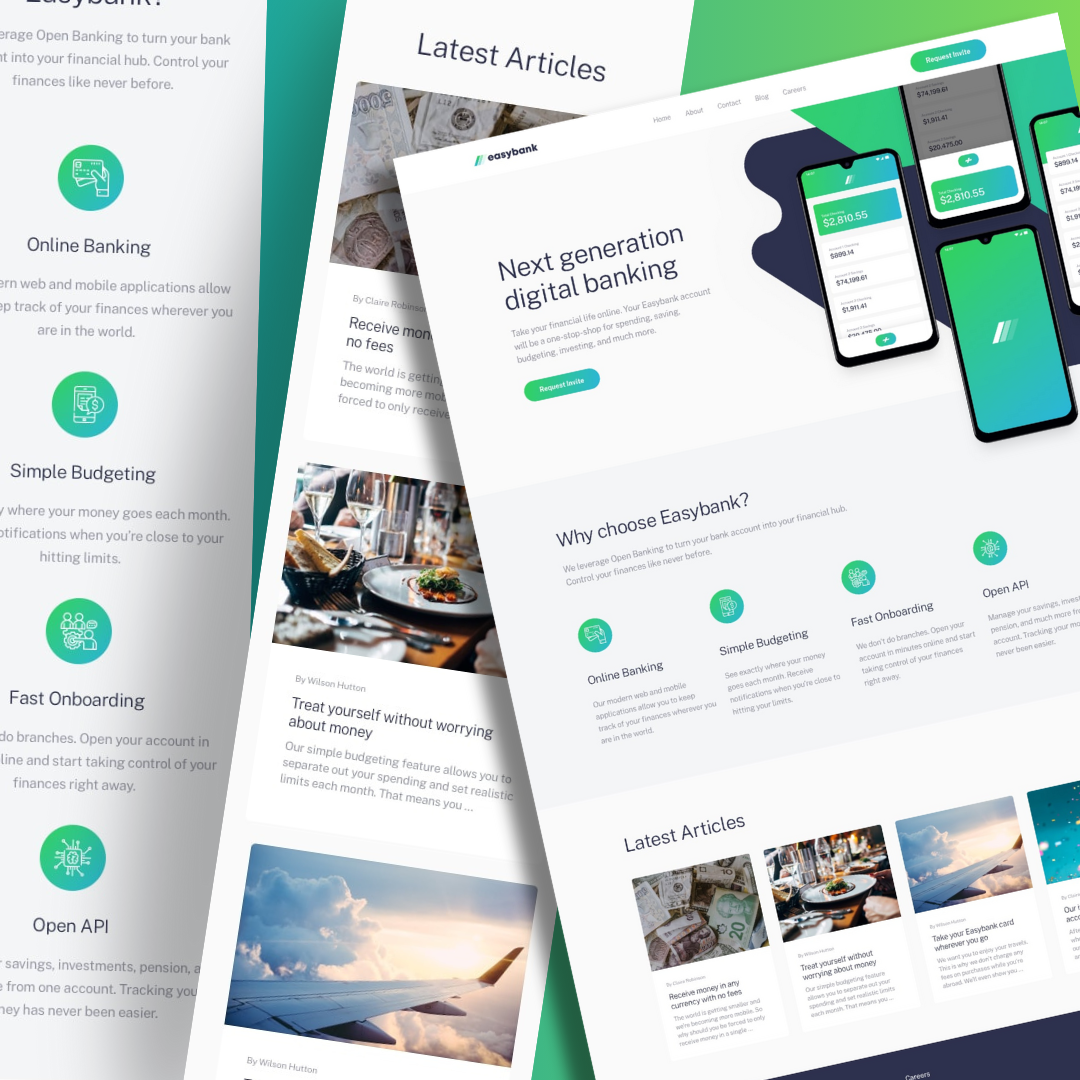 Easybank?
erage Open Banking to turn your bank
nt into your financial hub. Control your
finances like never before.
Online Banking
ern web and mobile applications allow
ep track of your finances wherever you
are in the world.
Simple Budgeting
y where your money goes each month.
otifications when you're close to your
hitting limits.
Fast Onboarding
do branches. Open your account in
line and start taking control of your
finances right away.
Open API
r savings, investments, pension, a
e from one account. Tracking you
ney has never been easier.
Latest Articles
By Claire Robinson
Receive mon
no fees
The world is getting
becoming more mob
forced to only receive
By Wilson Hutton
Treat yourself without worrying
about money
Our simple budgeting feature allows you to
separate out your spending and set realistic
limits each month. That means you ...
By Wilson Hutton
easybank
Home About Contact Blog Careers
Request Invite
Next generation
digital banking
Take your financial life online. Your Easybank account
will be a one-stop-shop for spending, saving,
budgeting, investing, and much more.
Request Invite
$2,810.55
$899.14
$74,199.61
$1,911.41
$74,199.61
$1,911.41
$20,475.00
$2,810.55
$899.14
Why choose Easybank?
We leverage Open Banking to turn your bank account into your financial hub.
Control your finances like never before.
Online Banking
Our modern web and mobile
applications allow you to keep
track of your finances wherever you
are in the world.
Simple Budgeting
See exactly where your money
goes each month. Receive
notifications when you're close to
hitting your limits.
Fast Onboarding
We don't do branches. Open your
account in minutes online and start
taking control of your finances
right away.
Open API
Manage your savings, invest
pension, and much more fro
account. Tracking your mo
never been easier.
Latest Articles
By Claire Robinson
Receive money in any
currency with no fees
The world is getting smaller and
we're becoming more mobile. So
why should you be forced to only
receive money in a single ...
By Wilson Hutton
Treat yourself without
worrying about money
Our simple budgeting feature
allows you to separate out your
spending and set realistic limits
each month. That means you ...
By Wilson Hutton
Take your Easybank card
wherever you go
We want you to enjoy your travels.
This is why we don't charge any
fees on purchases while you're
abroad. We'll even show you ...
Careers